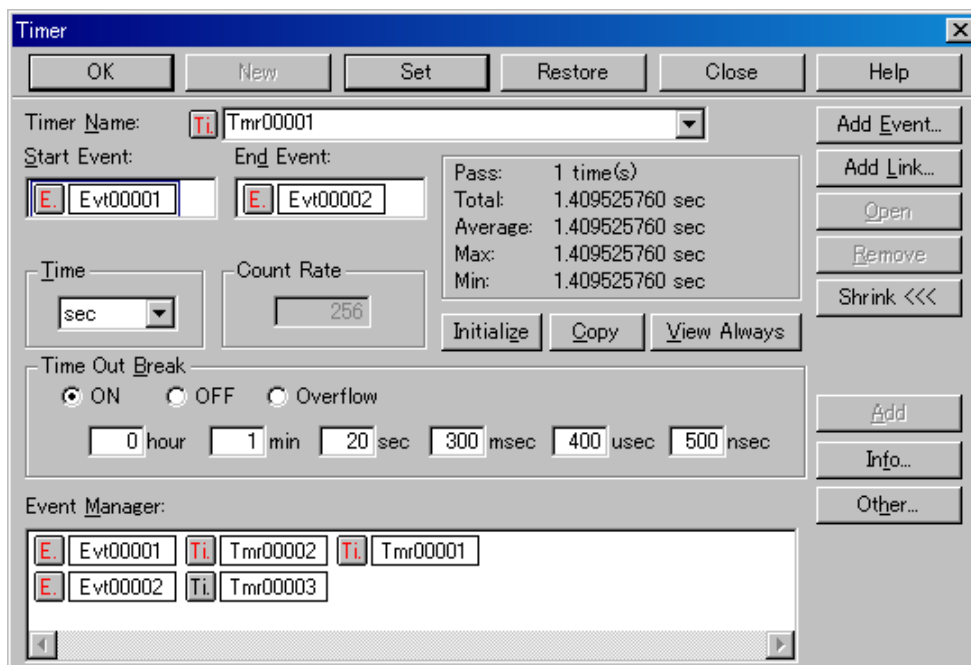 Timer
OK New Set Restore Close Help
Timer Name: Ti. Tmr00001 Add Event...
Start Event: End Event: Add Link...
E. Evt00001 E. Evt00002 Open
Pass: 1 time(s)
Total: 1.409525760 sec
Average: 1.409525760 sec
Max: 1.409525760 sec
Min: 1.409525760 sec
Remove
Time Count Rate Shrink <<<
sec 256
Initialize Copy View Always
Time Out Break
ON OFF Overflow Add
0 hour 1 min 20 sec 300 msec 400 usec 500 nsec
Info...
Event Manager: Other...
E. Evt00001 Ti. Tmr00002 Ti. Tmr00001
E. Evt00002 Ti. Tmr00003